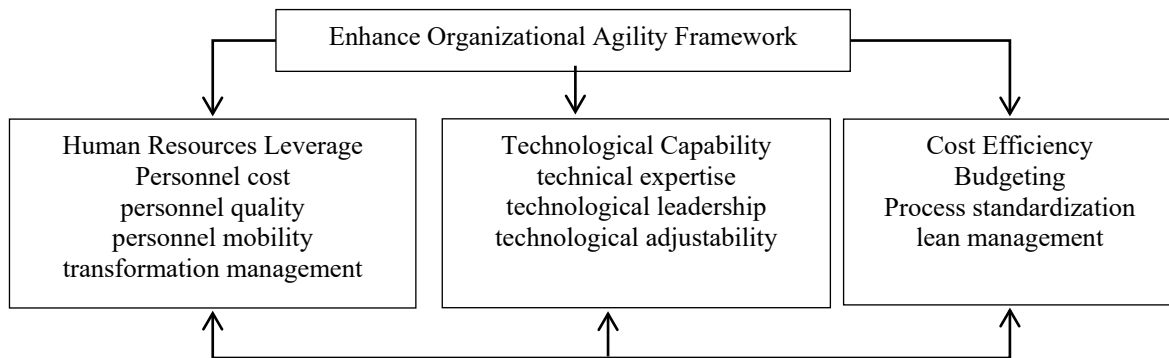 Enhance Organizational Agility Framework
Human Resources Leverage
Personnel cost
personnel quality
personnel mobility
transformation management
Technological Capability
technical expertise
technological leadership
technological adjustability
Cost Efficiency
Budgeting
Process standardization
lean management